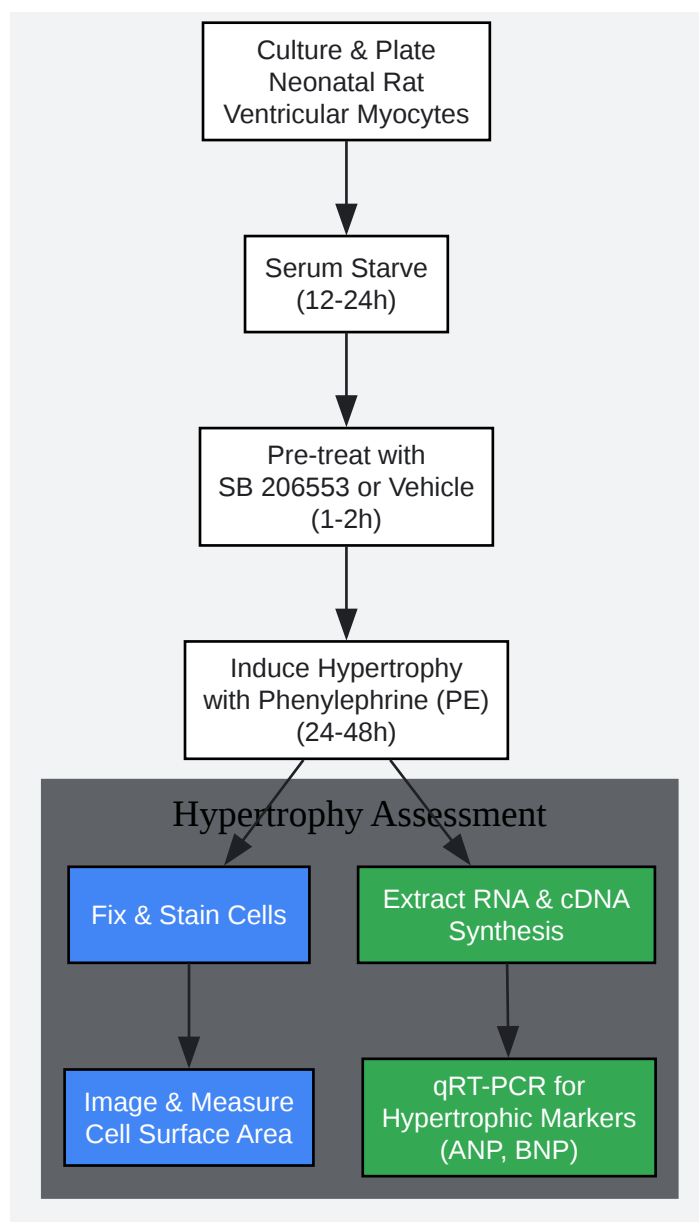 Culture & Plate
Neonatal Rat
Ventricular Myocytes
Serum Starve
(12-24h)
Pre-treat with
SB 206553 or Vehicle
(1-2h)
Induce Hypertrophy
with Phenylephrine (PE)
(24-48h)
Hypertrophy Assessment
Fix & Stain Cells
Extract RNA & cDNA
Synthesis
Image & Measure
Cell Surface Area
qRT-PCR for
Hypertrophic Markers
(ANP, BNP)